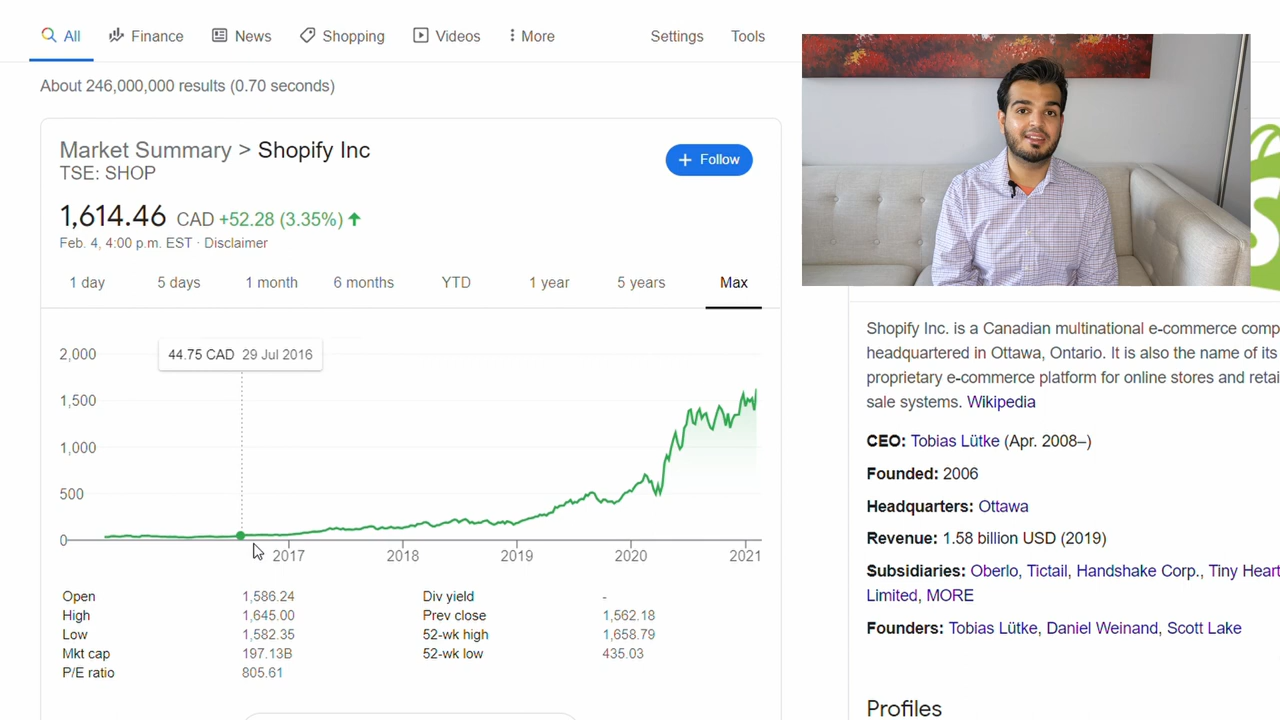 All Finance News Shopping Videos More Settings Tools
About 246,000,000 results (0.70 seconds)
Market Summary > Shopify Inc
TSE: SHOP
+ Follow
1,614.46 CAD +52.28 (3.35%)
Feb. 4, 4:00 p.m. EST · Disclaimer
1 day 5 days 1 month 6 months YTD 1 year 5 years Max
44.75 CAD 29 Jul 2016
2,000
1,500
1,000
500
0
2017 2018 2019 2020 2021
Open 1,586.24 Div yield -
High 1,645.00 Prev close 1,562.18
Low 1,582.35 52-wk high 1,658.79
Mkt cap 197.13B 52-wk low 435.03
P/E ratio 805.61
Shopify Inc. is a Canadian multinational e-commerce comp
headquartered in Ottawa, Ontario. It is also the name of its
proprietary e-commerce platform for online stores and retai
sale systems. Wikipedia
CEO: Tobias Lütke (Apr. 2008–)
Founded: 2006
Headquarters: Ottawa
Revenue: 1.58 billion USD (2019)
Subsidiaries: Oberlo, Tictail, Handshake Corp., Tiny Heart
Limited, MORE
Founders: Tobias Lütke, Daniel Weinand, Scott Lake
Profiles